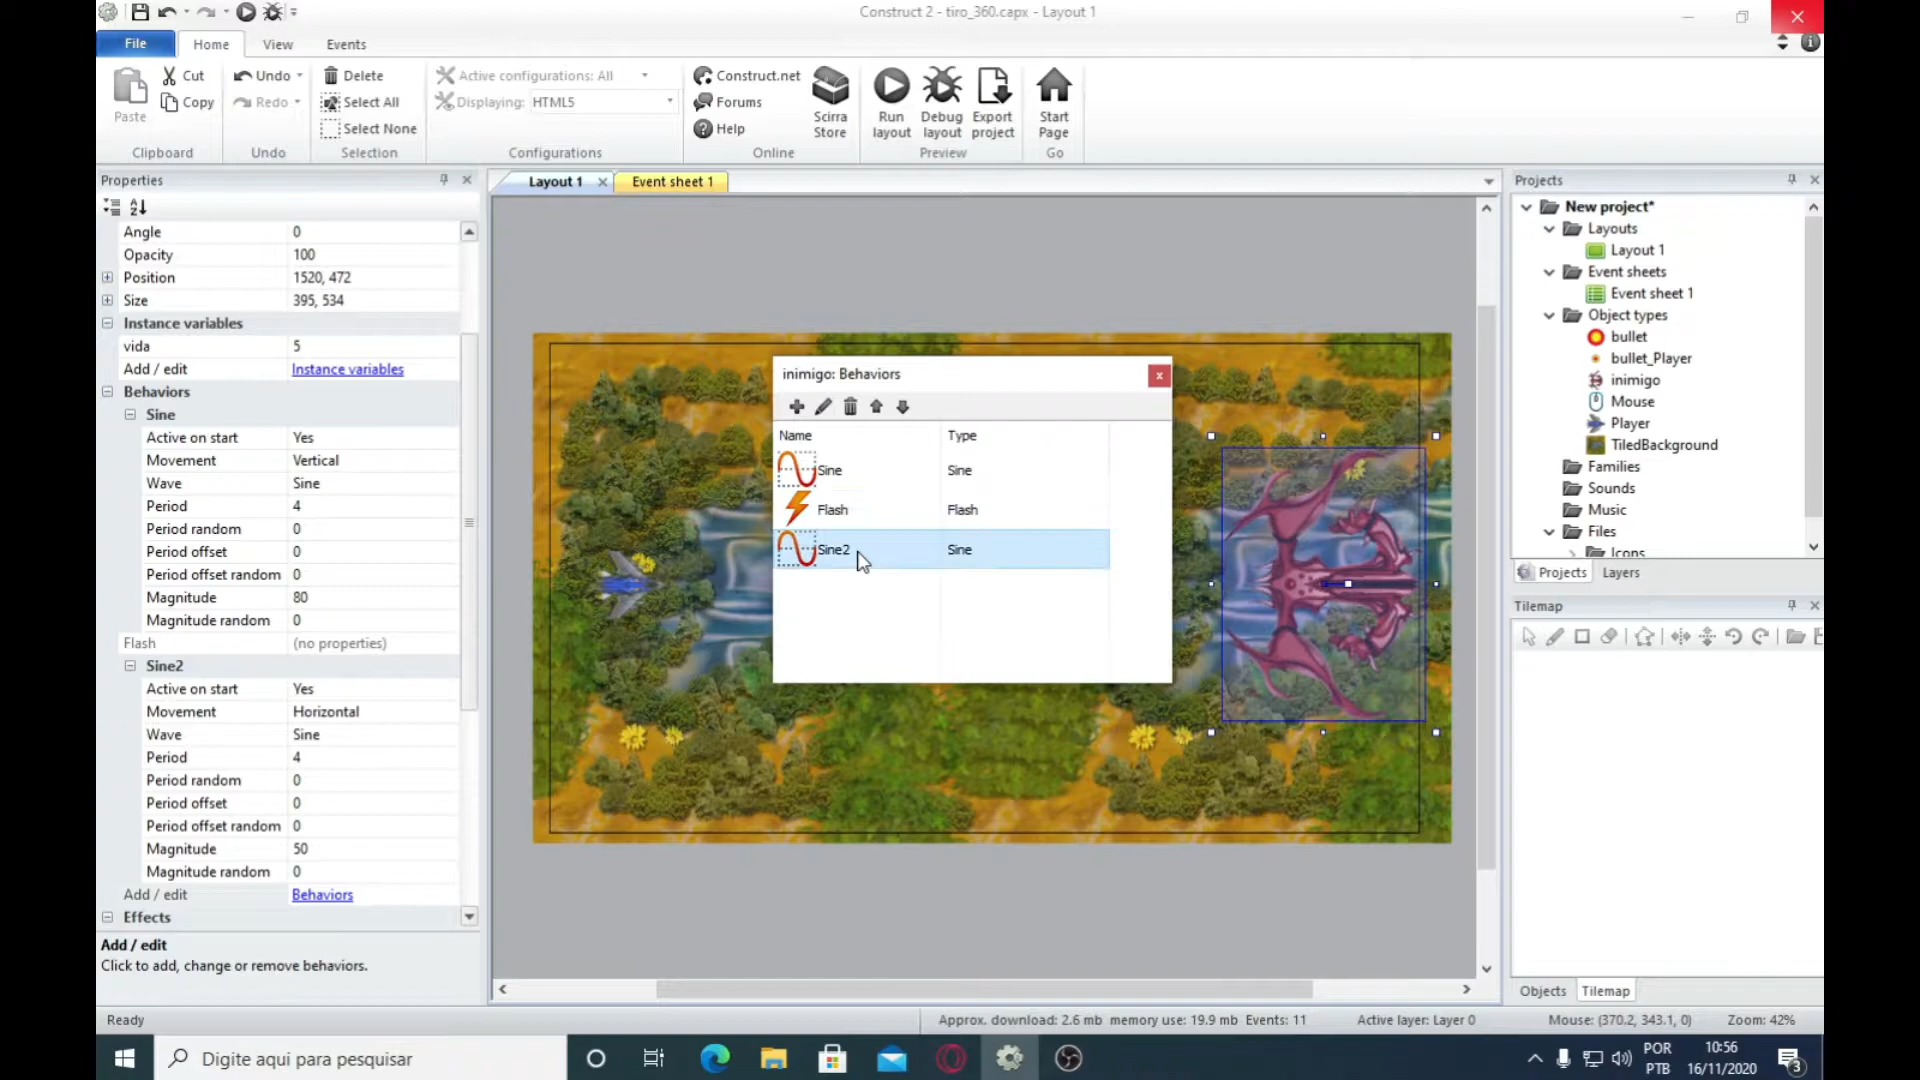 Construct 2 - tiro_360.capx - Layout 1
File
Home
View
Events
Paste
Cut
Copy
Clipboard
Undo
Redo
Undo
Delete
Select All
Select None
Selection
Active configurations: All
Displaying: HTML5
Configurations
Construct.net
Forums
Help
Scirra
Store
Online
Run
layout
Debug
layout
Export
project
Preview
Start
Page
Go
Properties
Angle 0
Opacity 100
Position 1520, 472
Size 395, 534
Instance variables
vida 5
Add / edit Instance variables
Behaviors
Sine
Active on start Yes
Movement Vertical
Wave Sine
Period 4
Period random 0
Period offset 0
Period offset random 0
Magnitude 80
Magnitude random 0
Flash (no properties)
Sine2
Active on start Yes
Movement Horizontal
Wave Sine
Period 4
Period random 0
Period offset 0
Period offset random 0
Magnitude 50
Magnitude random 0
Add / edit Behaviors
Effects
Add / edit
Click to add, change or remove behaviors.
Layout 1
Event sheet 1
inimigo: Behaviors
Name Type
Sine Sine
Flash Flash
Sine2 Sine
Projects
New project*
Layouts
Layout 1
Event sheets
Event sheet 1
Object types
bullet
bullet_Player
inimigo
Mouse
Player
TiledBackground
Families
Sounds
Music
Files
Icons
Projects
Layers
Tilemap
Objects
Tilemap
Ready
Approx. download: 2.6 mb memory use: 19.9 mb Events: 11
Active layer: Layer 0
Mouse: (370.2, 343.1, 0)
Zoom: 42%
Digite aqui para pesquisar
POR
PTB
10:56
16/11/2020
3